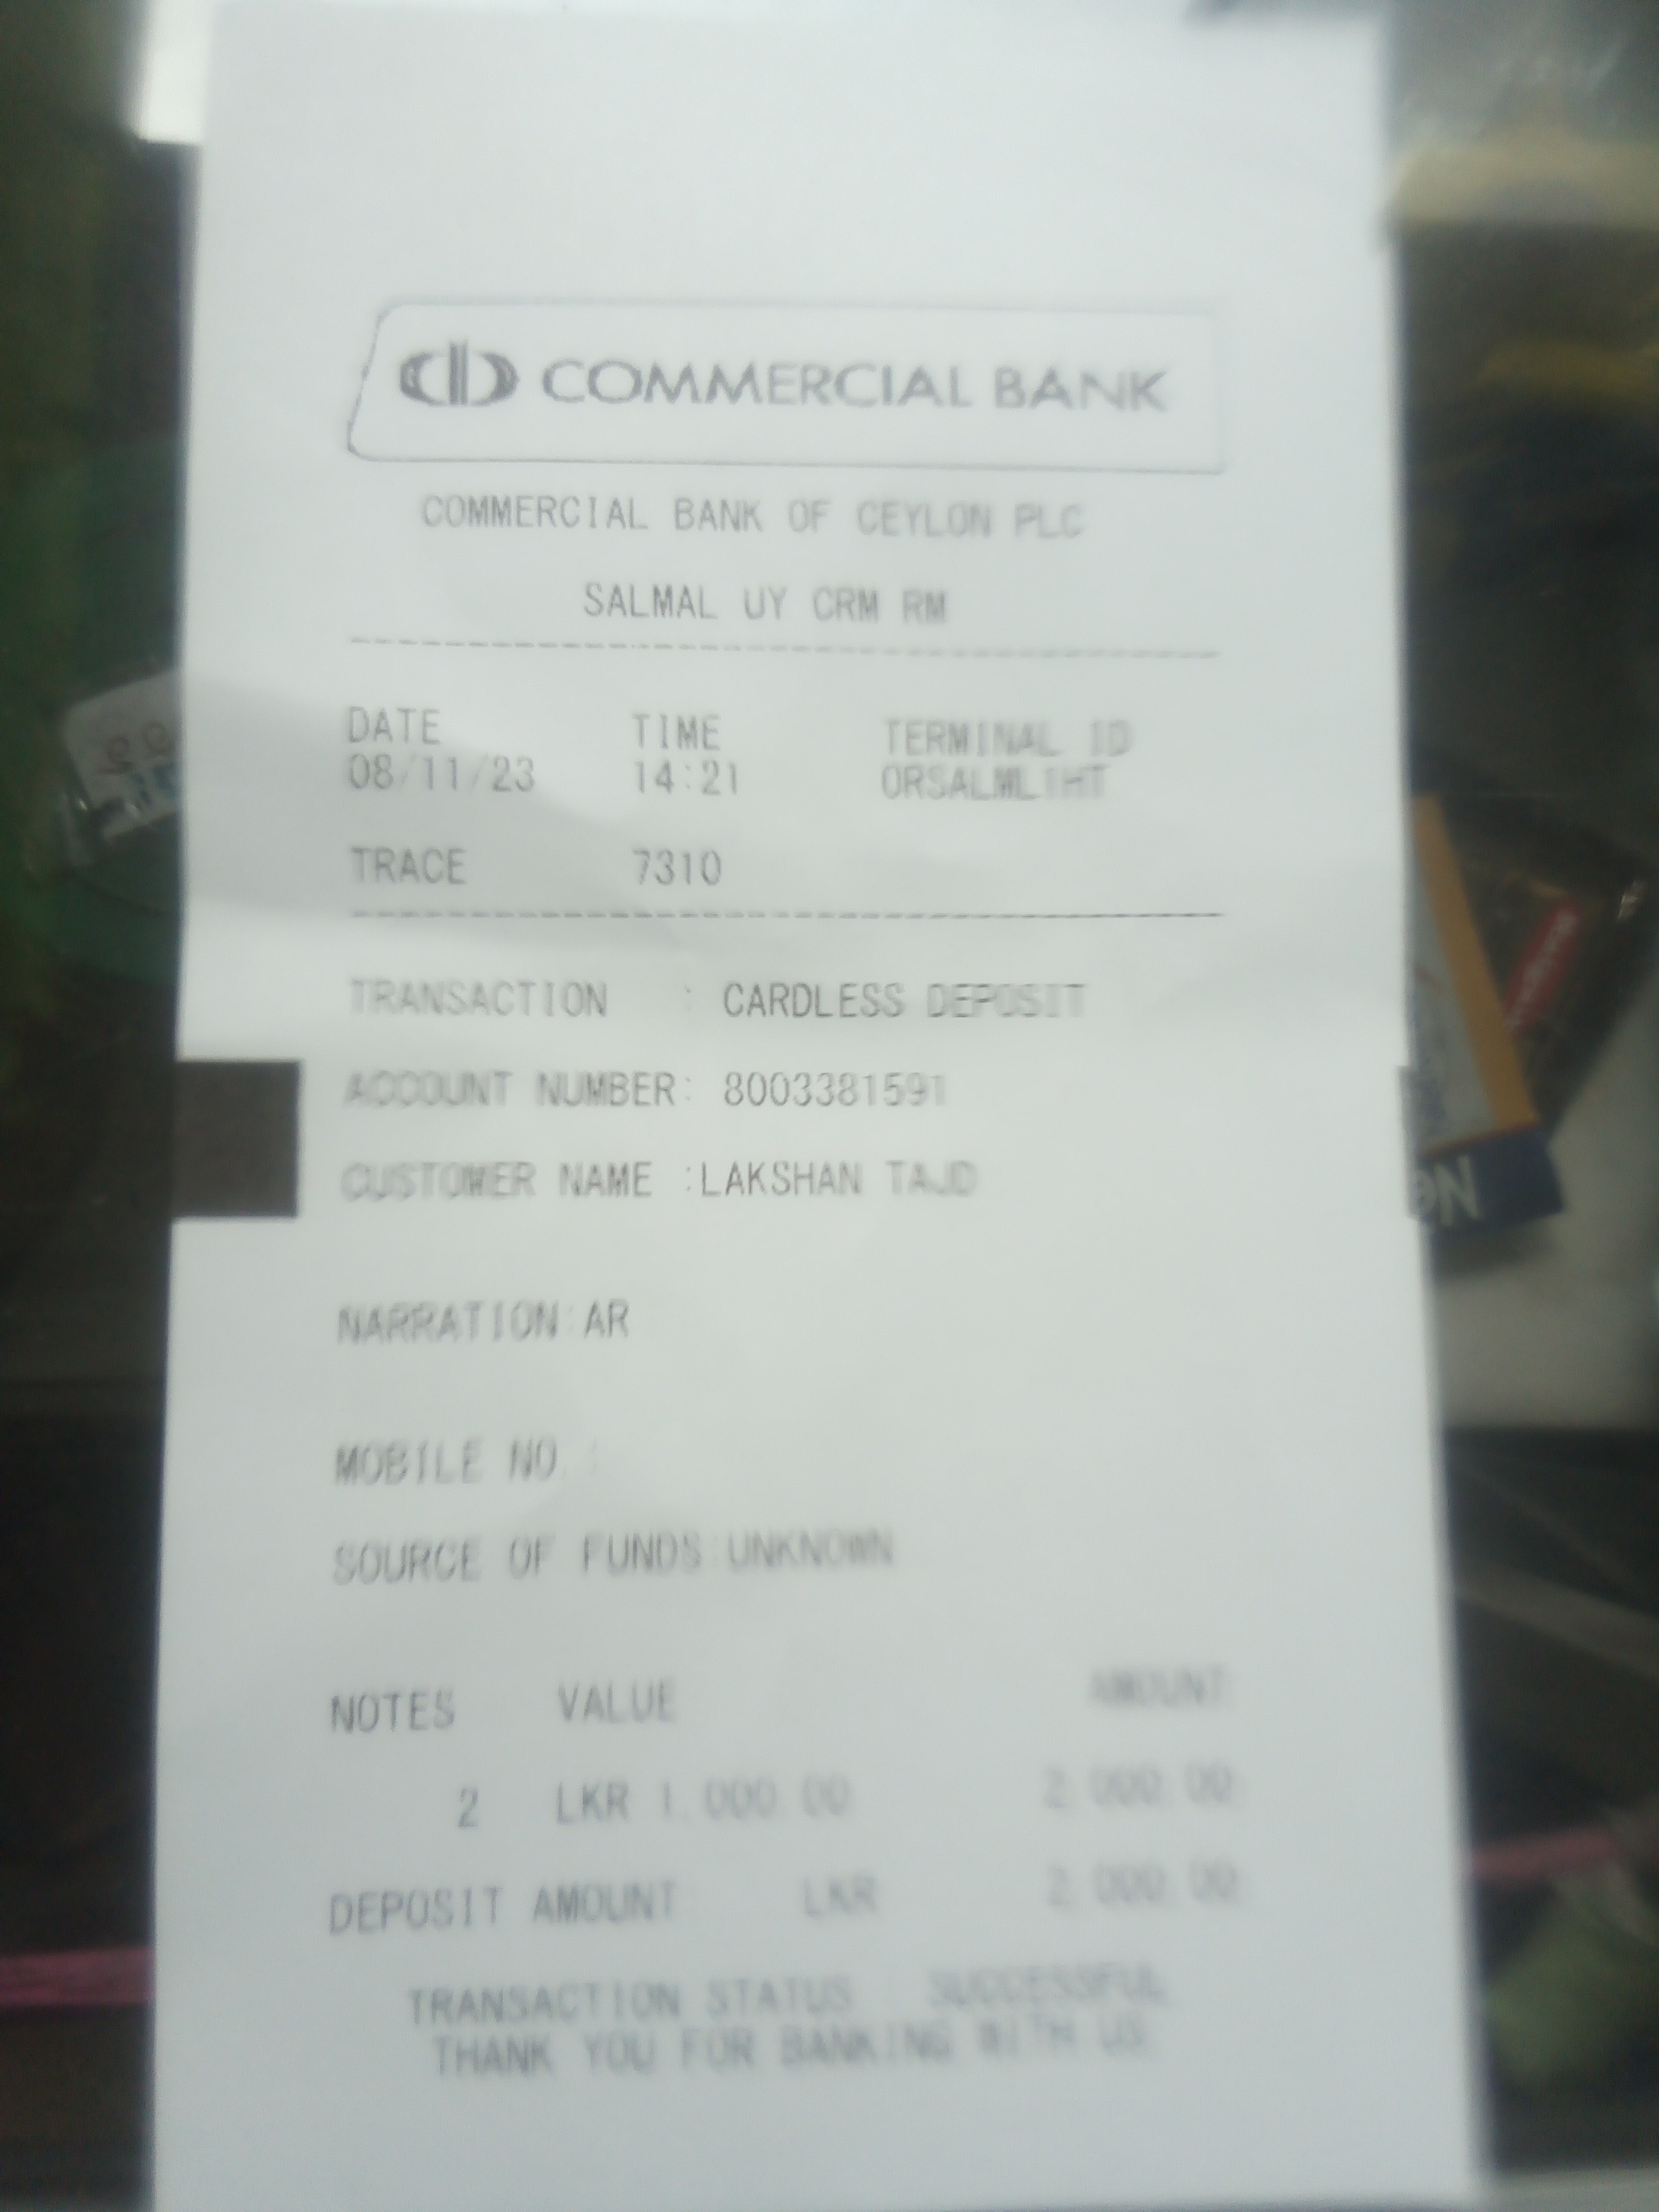 COMMERCIAL BANK
COMMERCIAL BANK OF CEYLON PLC
SALMAL UY CRM RM
DATE TIME TERMINAL ID
08/11/23 14:21 ORSALML1HT
TRACE 7310
TRANSACTION : CARDLESS DEPOSIT
ACCOUNT NUMBER: 8003381591
CUSTOMER NAME :LAKSHAN TAJD
NARRATION:AR
MOBILE NO. :
SOURCE OF FUNDS:UNKNOWN
NOTES VALUE AMOUNT
2 LKR 1,000.00 2,000.00
DEPOSIT AMOUNT LKR 2,000.00
TRANSACTION STATUS : SUCCESSFUL
THANK YOU FOR BANKING WITH US